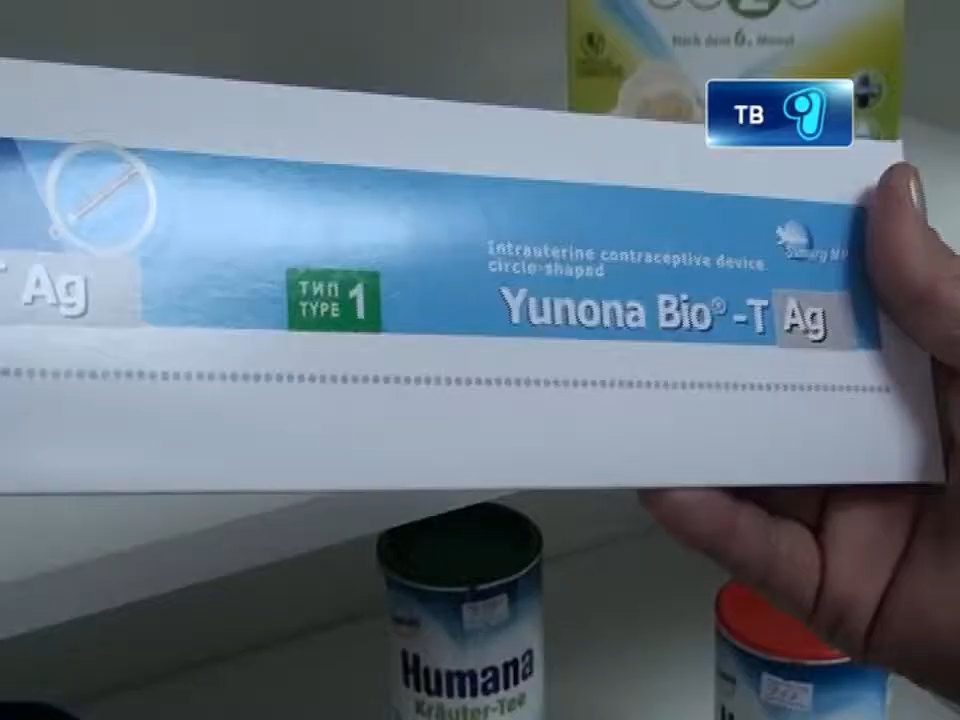 Nach dem 6. Monat
ТВ
Intrauterine contraceptive device
circle-shaped
Ag
ТИП
TYPE 1
Yunona Bio® -T Ag
Humana
Kräuter-Tee